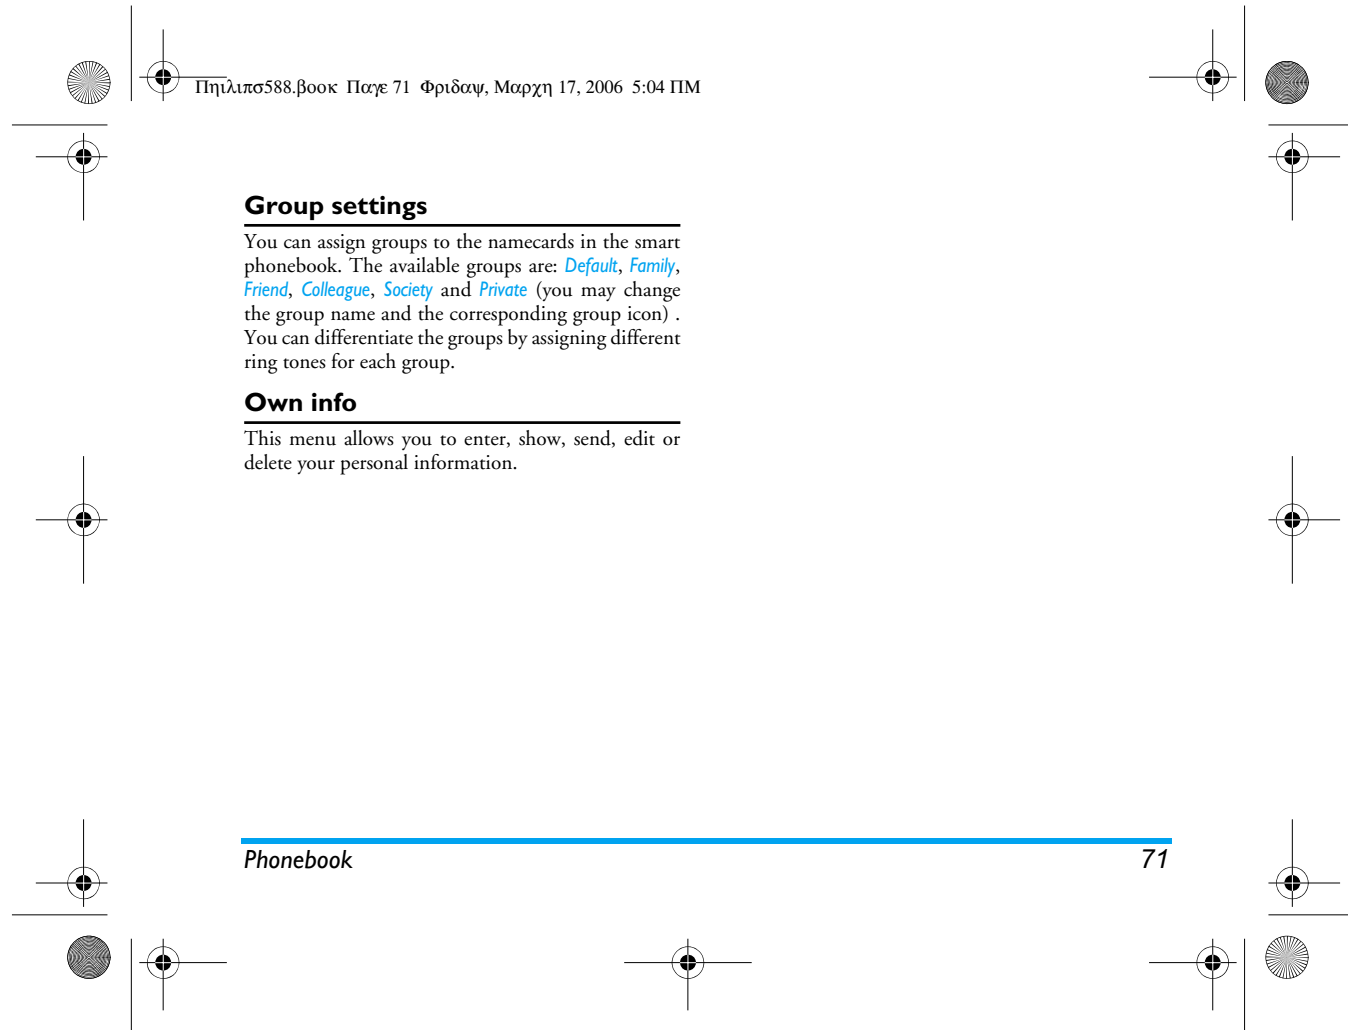 Πηιλιπσ588.βοοκ Παγε 71 Φριδαψ, Μαρχη 17, 2006 5:04 ΠΜ
Group settings
You can assign groups to the namecards in the smart
phonebook. The available groups are: Default, Family,
Friend, Colleague, Society and Private (you may change
the group name and the corresponding group icon) .
You can differentiate the groups by assigning different
ring tones for each group.
Own info
This menu allows you to enter, show, send, edit or
delete your personal information.
Phonebook 71